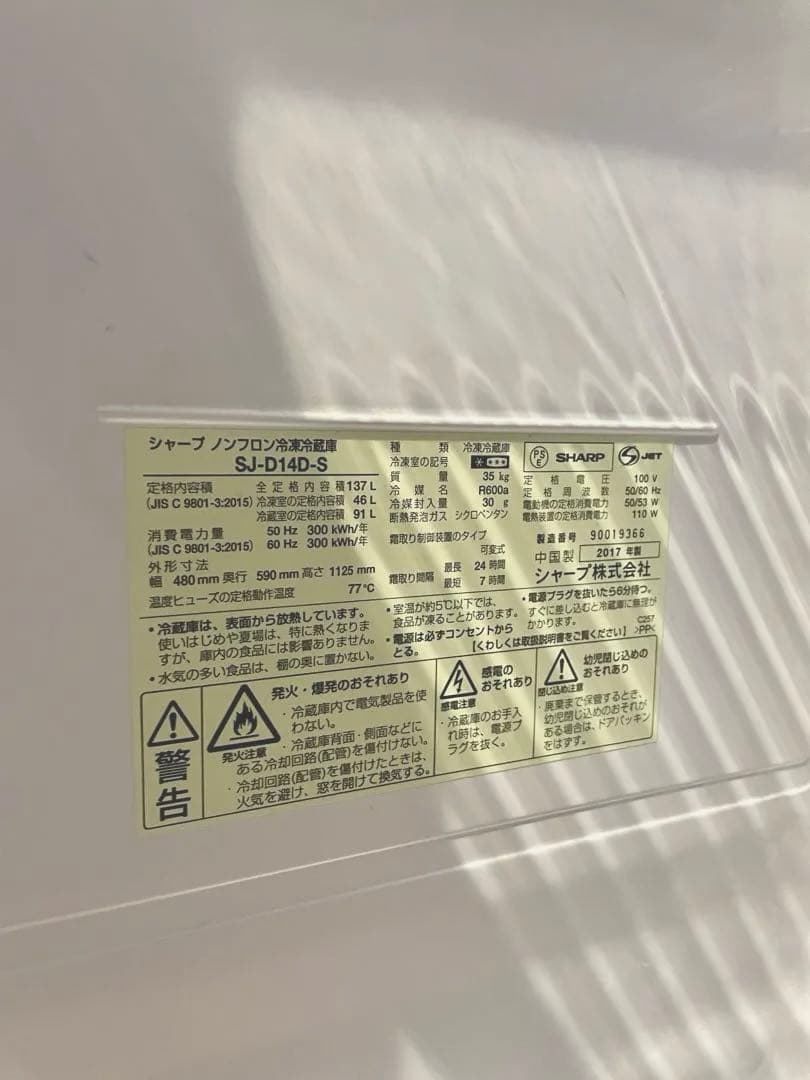 シャープ ノンフロン冷凍冷蔵庫
SJ-D14D-S
定格内容積 全定格内容積 137 L
(JIS C 9801-3:2015) 冷凍室の定格内容積 46 L
冷蔵室の定格内容積 91 L
消費電力量 50 Hz 300 kWh/年
(JIS C 9801-3:2015) 60 Hz 300 kWh/年
外形寸法
幅 480 mm 奥行 590 mm 高さ 1125 mm
温度ヒューズの定格動作温度 77℃
種類 冷凍冷蔵庫
冷凍室の記号
質量 35 kg
冷媒名 R600a
冷媒封入量 30 g
断熱発泡ガス シクロペンタン
霜取り制御装置のタイプ
可変式
霜取り間隔 最長 24 時間
最短 7 時間
PS
E
SHARP
JET
定格電圧 100 V
定格周波数 50/60 Hz
電動機の定格消費電力 50/53 W
電熱装置の定格消費電力 110 W
製造番号 90019366
中国製 2017 年製
シャープ株式会社
・冷蔵庫は、表面から放熱しています。
使いはじめや夏場は、特に熱くなりま
すが、庫内の食品には影響ありません。
・水気の多い食品は、棚の奥に置かない。
・室温が約5℃以下では、
食品が凍ることがあります。
・電源は必ずコンセントから
とる。
・電源プラグを抜いたら6分待つ。
すぐに差し込むと冷蔵庫に無理が
かかります。
【くわしくは取扱説明書をご覧ください】
C257
>PP<
警告
発火注意
発火・爆発のおそれあり
・冷蔵庫内で電気製品を使
わない。
・冷蔵庫背面・側面などに
ある冷却回路(配管)を傷付けない。
・冷却回路(配管)を傷付けたときは、
火気を避け、窓を開けて換気する。
感電注意
感電の
おそれあり
・冷蔵庫のお手入
れ時は、電源プ
ラグを抜く。
閉じ込め注意
幼児閉じ込めの
おそれあり
・廃棄まで保管するとき、
幼児閉じ込めのおそれが
ある場合は、ドアパッキン
をはずす。